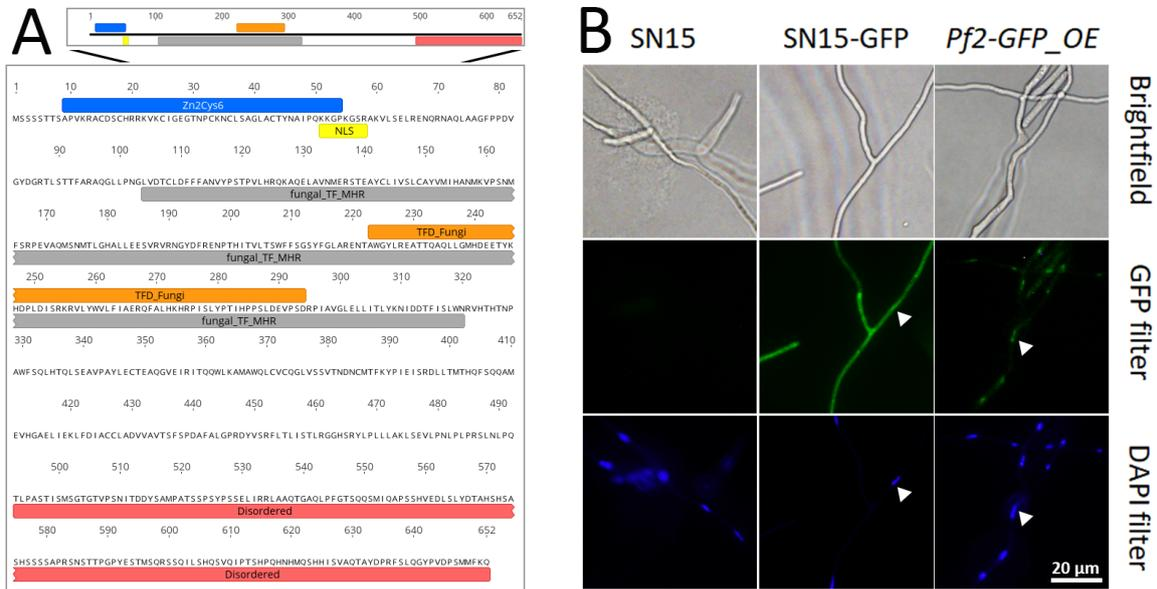 A
1 100 200 300 400 500 600 652
1 10 20 30 40 50 60 70 80
Zn2Cys6
MSSSSTTSAPVKRACDSCHRRKVKCIGEGTNPCKNCLSAGLACTYNAIPQKKGPKGSRAKVLSELRENQRNAQLAAGFPPDV
NLS
90 100 110 120 130 140 150 160
GYDGRTLSTTFARAQGLLPNGLVDTCLDFFFANVYPSTPVLHRQKAQELAVNMERSTEAYCLIVSLCAYVMIHANMKVPSNM
fungal_TF_MHR
170 180 190 200 210 220 230 240
TFD_Fungi
FSRPEVAQMSNMTLGHALLEESVRVRNGYDFRENPTHITVLTSWFFSGSYFGLARENTAWGYLREATTQAQLLGMHDEETYK
fungal_TF_MHR
250 260 270 280 290 300 310 320
TFD_Fungi
HDPLDISRKRVLYWVLFIAERQFALHKHRPISLYPTIHPPSLDEVPSDRPIAVGLELLITLYKNIDDTFISLWNRVHTHTNP
fungal_TF_MHR
330 340 350 360 370 380 390 400 410
AWFSQLHTQLSEAVPAYLECTEAQGVEIRITQQWLKAMAWQLCVCQGLVSSVTNDNCMTFKYPIEISRDLLTMTHQFSQQAM
420 430 440 450 460 470 480 490
EVHGAELIEKLFDIACCLADVVAVTSFSPDAFALGPRDYVSRFLTLISTLRGGHSRYLPLLLAKLSEVLPNLPLPRSLNLPQ
500 510 520 530 540 550 560 570
TLPASTISMSGTGTVPSNITDDYSAMPATSSPSYPSSELIRRLAAQTGAQLPFGTSQQSMIQAPSSHVEDLSLYDTAHSHSA
Disordered
580 590 600 610 620 630 640 652
SHSSSSAPRSNSTTPGPYESTMSQRSSQILSHQSVQIPTSHPQHNHMQSHHISVAQTAYDPRFSLQGYPVDPSMMFKQ
Disordered
B
SN15 SN15-GFP Pf2-GFP_OE
Brightfield
GFP filter
DAPI filter
20 µm